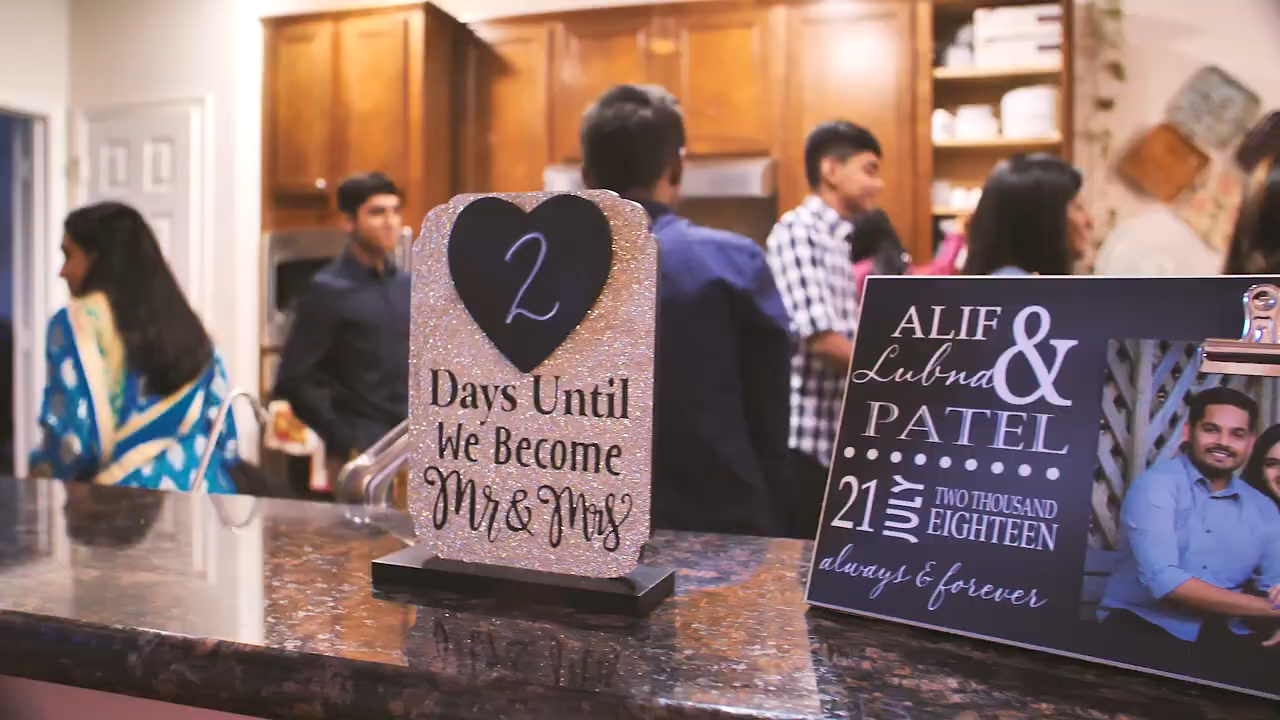 2
Days Until
We Become
Mr & Mrs
ALIF &
Lubna
PATEL
21 JULY TWO THOUSAND
EIGHTEEN
always & forever